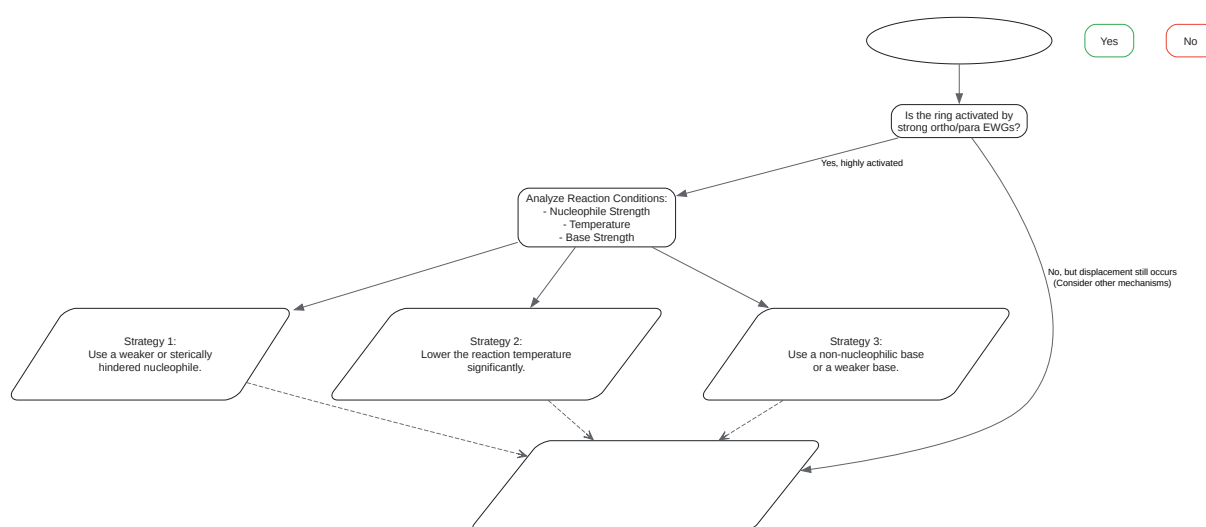 Yes
No
Is the ring activated by
strong ortho/para EWGs?
Yes, highly activated
Analyze Reaction Conditions:
- Nucleophile Strength
- Temperature
- Base Strength
No, but displacement still occurs
(Consider other mechanisms)
Strategy 1:
Use a weaker or sterically
hindered nucleophile.
Strategy 2:
Lower the reaction temperature
significantly.
Strategy 3:
Use a non-nucleophilic base
or a weaker base.